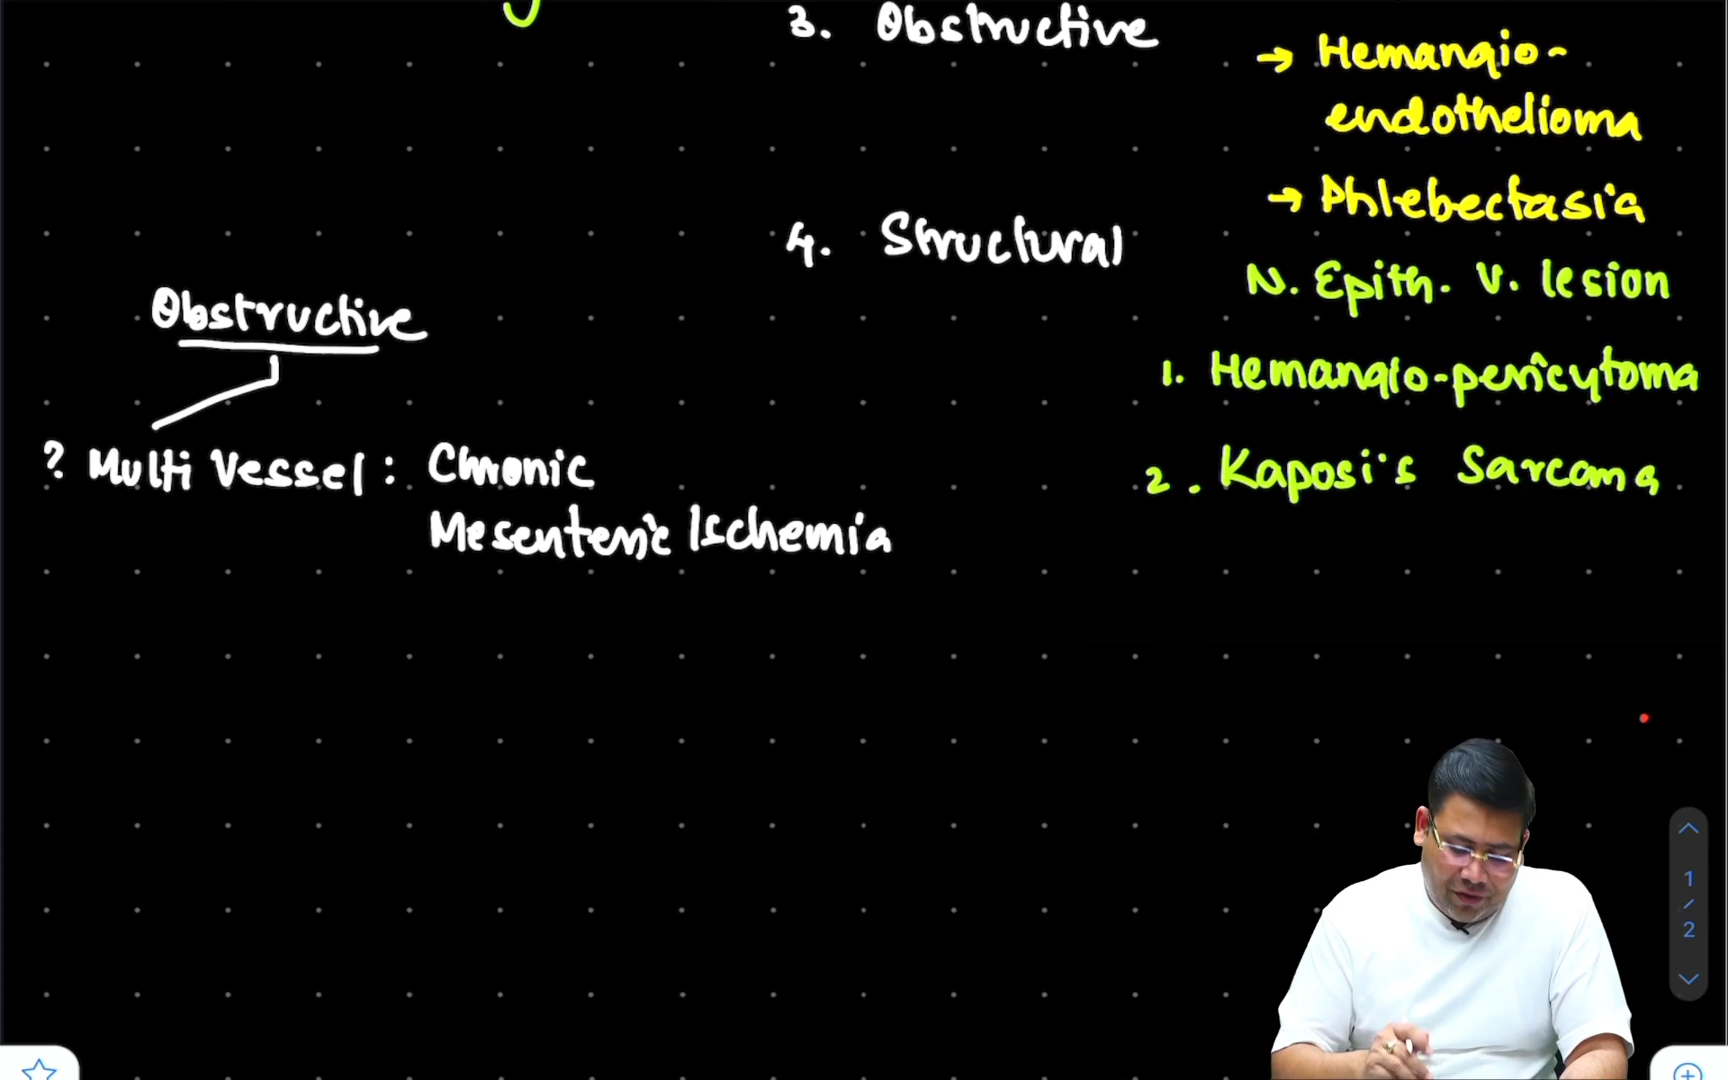 3. Obstructive
→ Hemangio-
endothelioma
→ Phlebectasia
4. Structural
N. Epith. V. lesion
Obstructive
1. Hemangio-pericytoma
? Multi Vessel : Chronic
Mesenteric Ischemia
2. Kaposi's Sarcoma
1
/
2